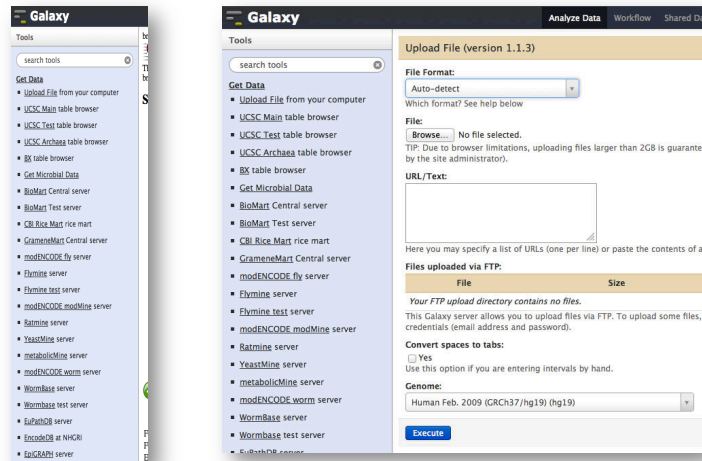 Galaxy
Tools
search tools
Get Data
Upload File from your computer
UCSC Main table browser
UCSC Test table browser
UCSC Archaea table browser
BX table browser
Get Microbial Data
BioMart Central server
BioMart Test server
CBI Rice Mart rice mart
GrameneMart Central server
modENCODE fly server
Flymine server
Flymine test server
modENCODE modMine server
Ratmine server
YeastMine server
metabolicMine server
modENCODE worm server
WormBase server
Wormbase test server
EuPathDB server
EncodeDB at NHGRI
EpiGRAPH server
Galaxy
Analyze Data Workflow Shared Da
Tools
search tools
Get Data
Upload File from your computer
UCSC Main table browser
UCSC Test table browser
UCSC Archaea table browser
BX table browser
Get Microbial Data
BioMart Central server
BioMart Test server
CBI Rice Mart rice mart
GrameneMart Central server
modENCODE fly server
Flymine server
Flymine test server
modENCODE modMine server
Ratmine server
YeastMine server
metabolicMine server
modENCODE worm server
WormBase server
Wormbase test server
EuPathDB server
Upload File (version 1.1.3)
File Format:
Auto-detect
Which format? See help below
File:
Browse... No file selected.
TIP: Due to browser limitations, uploading files larger than 2GB is guarante
by the site administrator).
URL/Text:
Here you may specify a list of URLs (one per line) or paste the contents of a
Files uploaded via FTP:
File Size
Your FTP upload directory contains no files.
This Galaxy server allows you to upload files via FTP. To upload some files,
credentials (email address and password).
Convert spaces to tabs:
Yes
Use this option if you are entering intervals by hand.
Genome:
Human Feb. 2009 (GRCh37/hg19) (hg19)
Execute